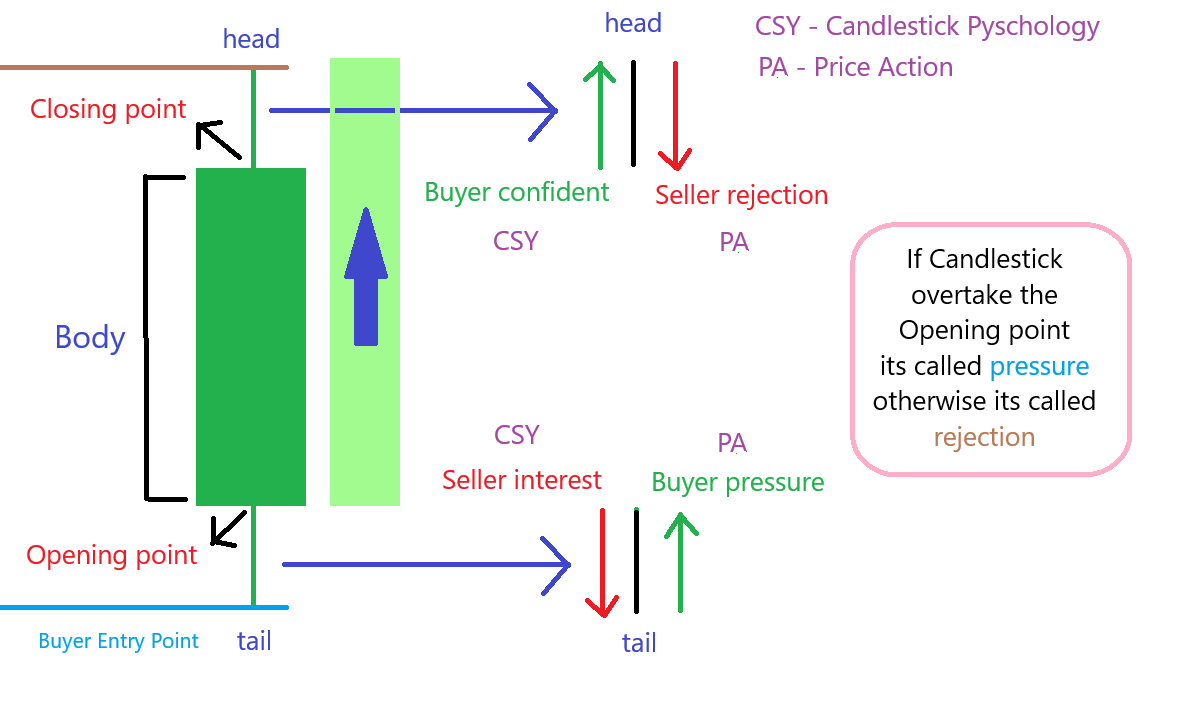 head
head
CSY - Candlestick Pyschology
PA - Price Action
Closing point
Buyer confident
Seller rejection
CSY
PA
If Candlestick
overtake the
Opening point
its called pressure
otherwise its called
rejection
Body
CSY
PA
Seller interest
Buyer pressure
Opening point
Buyer Entry Point
tail
tail